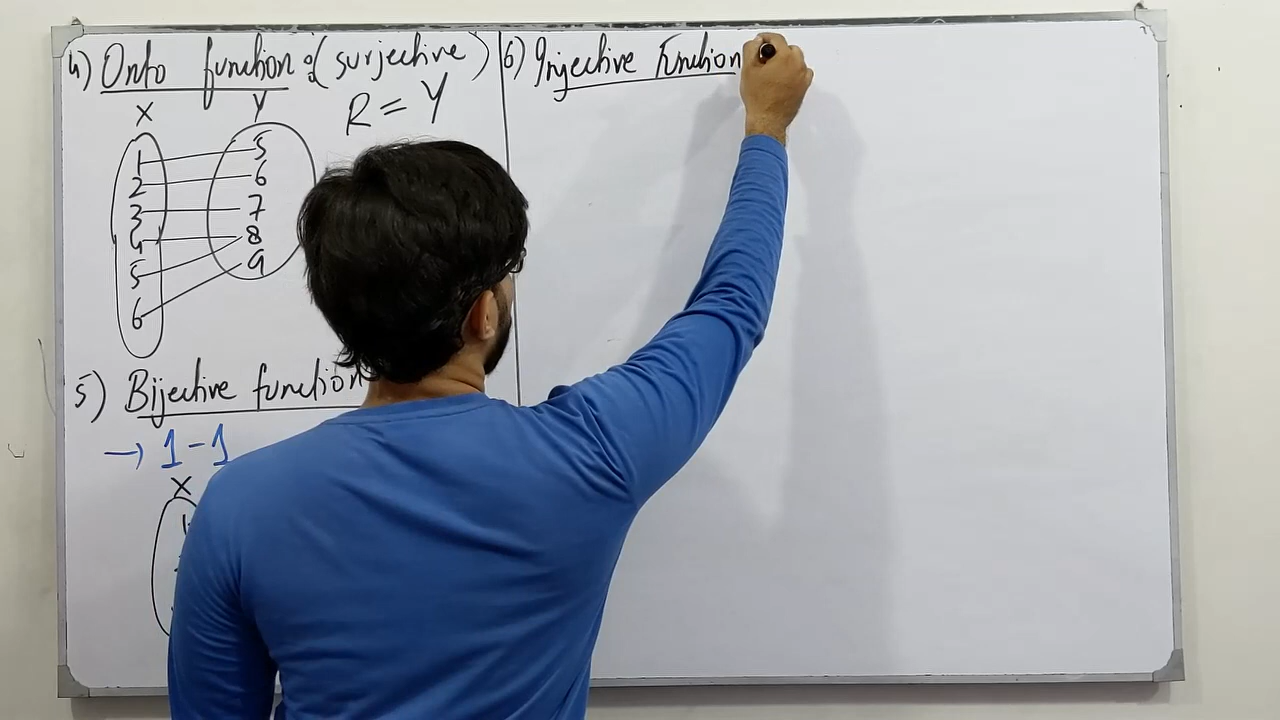 4) Onto function : (surjective)
R = Y
X Y
1 5
2 6
3 7
4 8
5 9
6
5) Bijective function
→ 1-1
X
1
6) Injective Function